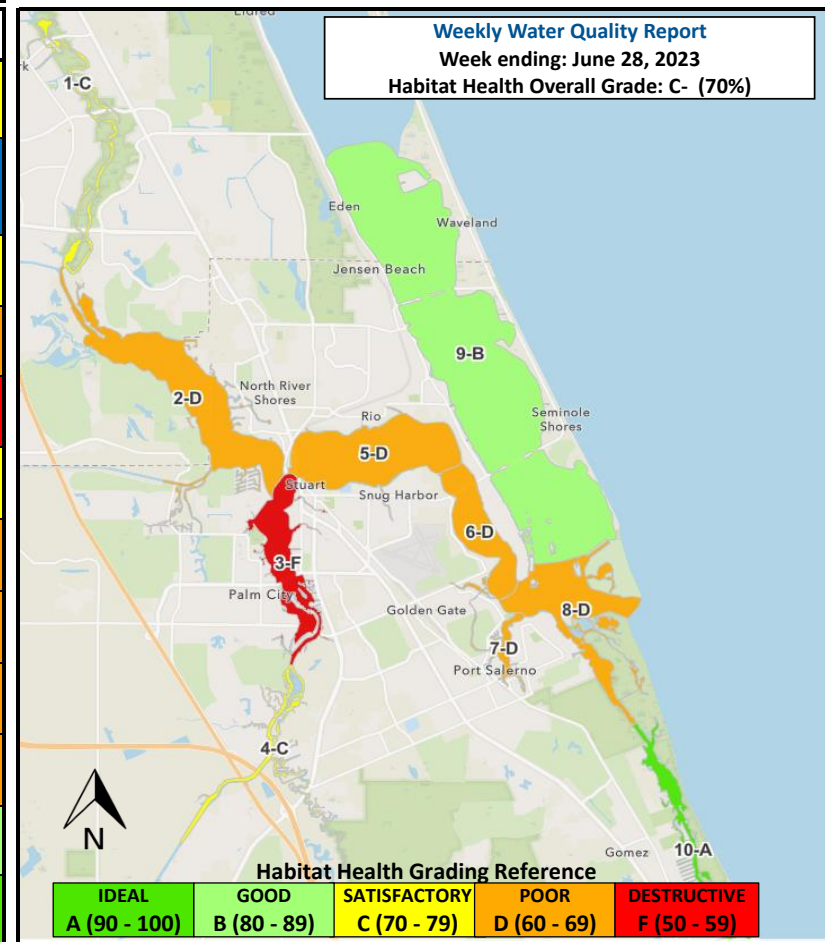 Weekly Water Quality Report
Week ending: June 28, 2023
Habitat Health Overall Grade: C- (70%)
1-C
Eden
Waveland
Jensen Beach
9-B
2-D
North River
Shores
Rio
Seminole
Shores
5-D
Stuart
Snug Harbor
6-D
3-F
Palm City
Golden Gate
8-D
7-D
Port Salerno
4-C
N
Gomez
10-A
Habitat Health Grading Reference
IDEAL
A (90 - 100)
GOOD
B (80 - 89)
SATISFACTORY
C (70 - 79)
POOR
D (60 - 69)
DESTRUCTIVE
F (50 - 59)